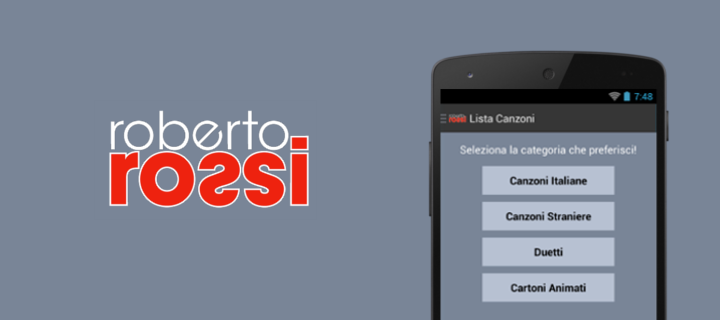 roberto
rossi
7:48
Lista Canzoni
Seleziona la categoria che preferisci!
Canzoni Italiane
Canzoni Straniere
Duetti
Cartoni Animati